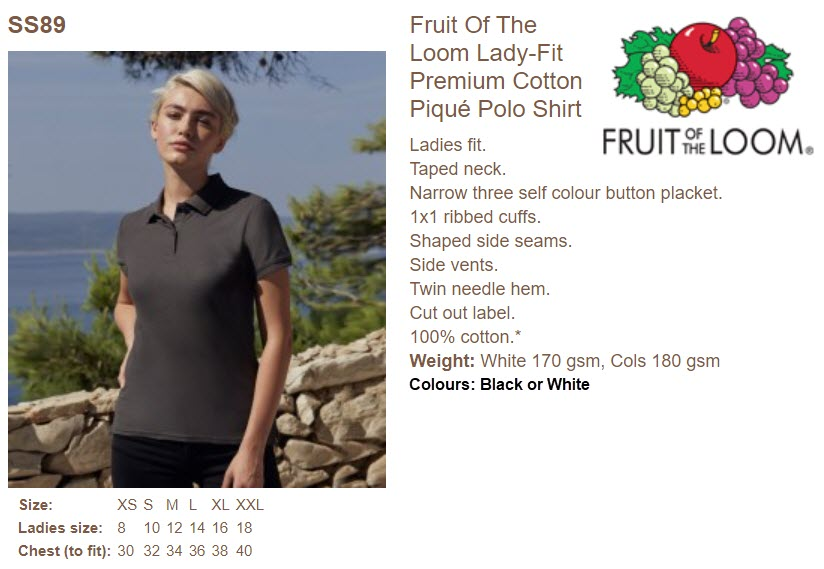 SS89
Fruit Of The
Loom Lady-Fit
Premium Cotton
Piqué Polo Shirt
FRUIT OF THE LOOM®
Ladies fit.
Taped neck.
Narrow three self colour button placket.
1x1 ribbed cuffs.
Shaped side seams.
Side vents.
Twin needle hem.
Cut out label.
100% cotton.*
Weight: White 170 gsm, Cols 180 gsm
Colours: Black or White
Size: XS S M L XL XXL
Ladies size: 8 10 12 14 16 18
Chest (to fit): 30 32 34 36 38 40